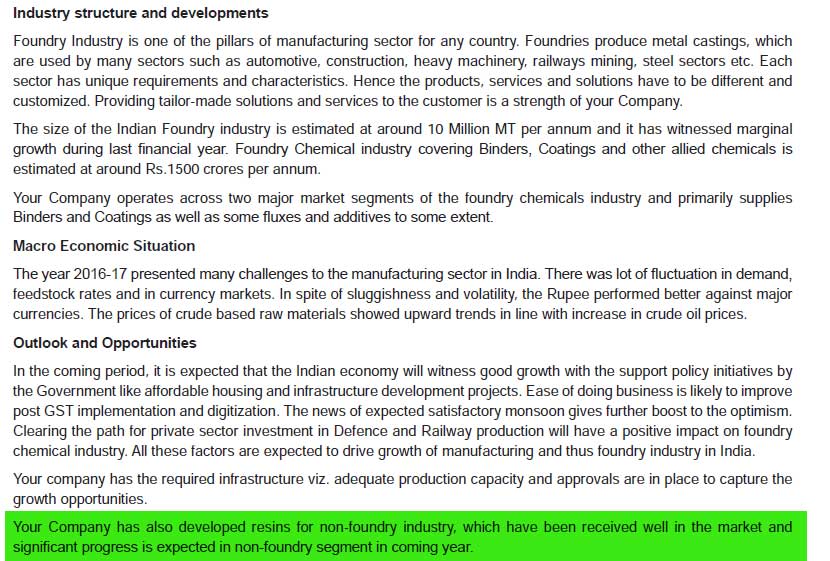 Industry structure and developments
Foundry Industry is one of the pillars of manufacturing sector for any country. Foundries produce metal castings, which
are used by many sectors such as automotive, construction, heavy machinery, railways mining, steel sectors etc. Each
sector has unique requirements and characteristics. Hence the products, services and solutions have to be different and
customized. Providing tailor-made solutions and services to the customer is a strength of your Company.
The size of the Indian Foundry industry is estimated at around 10 Million MT per annum and it has witnessed marginal
growth during last financial year. Foundry Chemical industry covering Binders, Coatings and other allied chemicals is
estimated at around Rs.1500 crores per annum.
Your Company operates across two major market segments of the foundry chemicals industry and primarily supplies
Binders and Coatings as well as some fluxes and additives to some extent.
Macro Economic Situation
The year 2016-17 presented many challenges to the manufacturing sector in India. There was lot of fluctuation in demand,
feedstock rates and in currency markets. In spite of sluggishness and volatility, the Rupee performed better against major
currencies. The prices of crude based raw materials showed upward trends in line with increase in crude oil prices.
Outlook and Opportunities
In the coming period, it is expected that the Indian economy will witness good growth with the support policy initiatives by
the Government like affordable housing and infrastructure development projects. Ease of doing business is likely to improve
post GST implementation and digitization. The news of expected satisfactory monsoon gives further boost to the optimism.
Clearing the path for private sector investment in Defence and Railway production will have a positive impact on foundry
chemical industry. All these factors are expected to drive growth of manufacturing and thus foundry industry in India.
Your company has the required infrastructure viz. adequate production capacity and approvals are in place to capture the
growth opportunities.
Your Company has also developed resins for non-foundry industry, which have been received well in the market and
significant progress is expected in non-foundry segment in coming year.